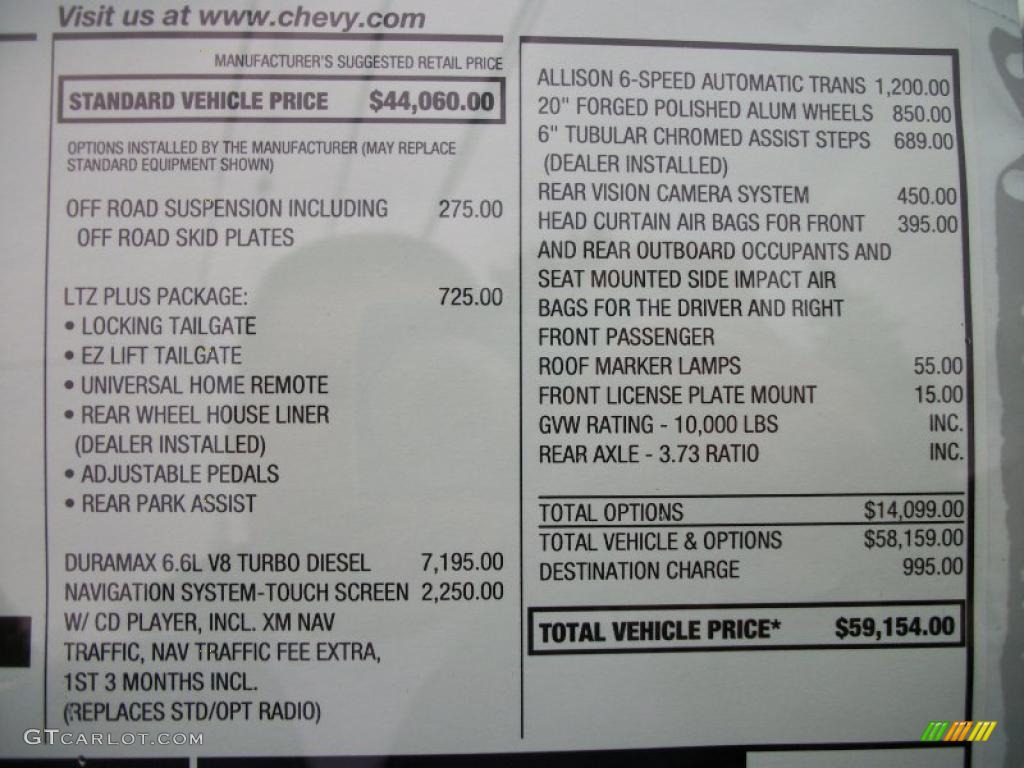 Visit us at www.chevy.com
MANUFACTURER'S SUGGESTED RETAIL PRICE
STANDARD VEHICLE PRICE $44,060.00
OPTIONS INSTALLED BY THE MANUFACTURER (MAY REPLACE
STANDARD EQUIPMENT SHOWN)
OFF ROAD SUSPENSION INCLUDING 275.00
OFF ROAD SKID PLATES
LTZ PLUS PACKAGE: 725.00
• LOCKING TAILGATE
• EZ LIFT TAILGATE
• UNIVERSAL HOME REMOTE
• REAR WHEEL HOUSE LINER
(DEALER INSTALLED)
• ADJUSTABLE PEDALS
• REAR PARK ASSIST
DURAMAX 6.6L V8 TURBO DIESEL 7,195.00
NAVIGATION SYSTEM-TOUCH SCREEN 2,250.00
W/ CD PLAYER, INCL. XM NAV
TRAFFIC, NAV TRAFFIC FEE EXTRA,
1ST 3 MONTHS INCL.
(REPLACES STD/OPT RADIO)
ALLISON 6-SPEED AUTOMATIC TRANS 1,200.00
20" FORGED POLISHED ALUM WHEELS 850.00
6" TUBULAR CHROMED ASSIST STEPS 689.00
(DEALER INSTALLED)
REAR VISION CAMERA SYSTEM 450.00
HEAD CURTAIN AIR BAGS FOR FRONT 395.00
AND REAR OUTBOARD OCCUPANTS AND
SEAT MOUNTED SIDE IMPACT AIR
BAGS FOR THE DRIVER AND RIGHT
FRONT PASSENGER
ROOF MARKER LAMPS 55.00
FRONT LICENSE PLATE MOUNT 15.00
GVW RATING - 10,000 LBS INC.
REAR AXLE - 3.73 RATIO INC.
TOTAL OPTIONS $14,099.00
TOTAL VEHICLE & OPTIONS $58,159.00
DESTINATION CHARGE 995.00
TOTAL VEHICLE PRICE* $59,154.00
GTCARLOT.COM